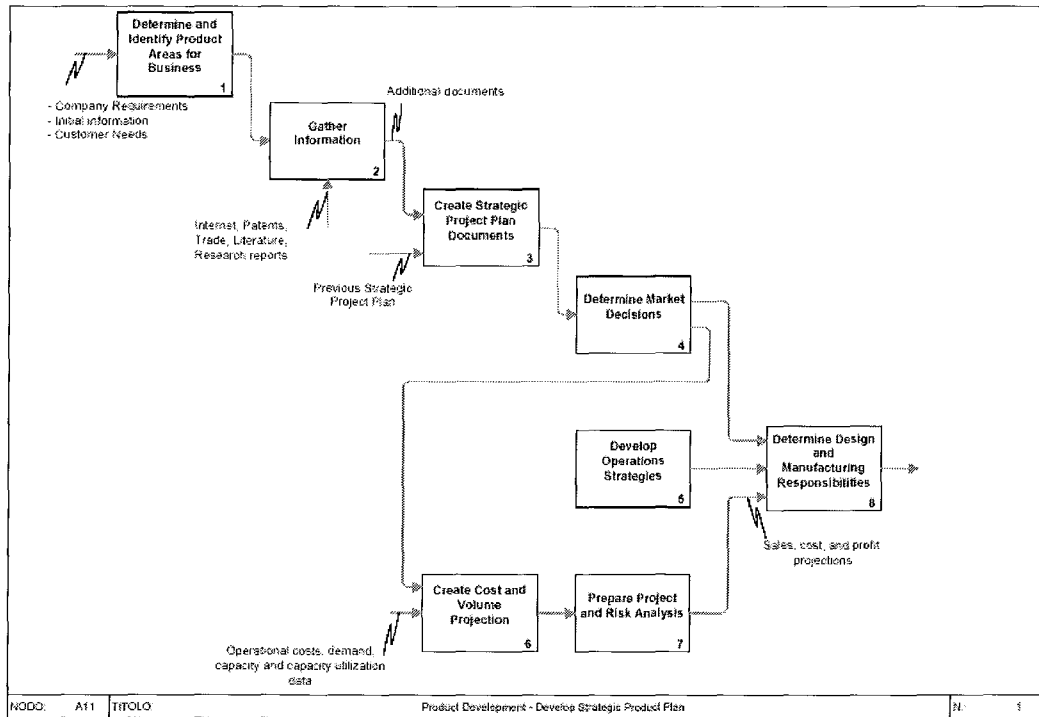 Determine and
Identify Product
Areas for
Business
1
- Company Requirements
- Initial information
- Customer Needs
Additional documents
Gather
Information
2
Internet, Patents,
Trade, Literature,
Research reports
Create Strategic
Project Plan
Documents
3
Previous Strategic
Project Plan
Determine Market
Decisions
4
Develop
Operations
Strategies
5
Determine Design
and
Manufacturing
Responsibilities
8
Sales, cost, and profit
projections
Create Cost and
Volume
Projection
6
Prepare Project
and Risk Analysis
7
Operational costs, demand,
capacity and capacity utilization
data
NODO: A11 TITOLO: Product Development - Develop Strategic Product Plan N.: 1